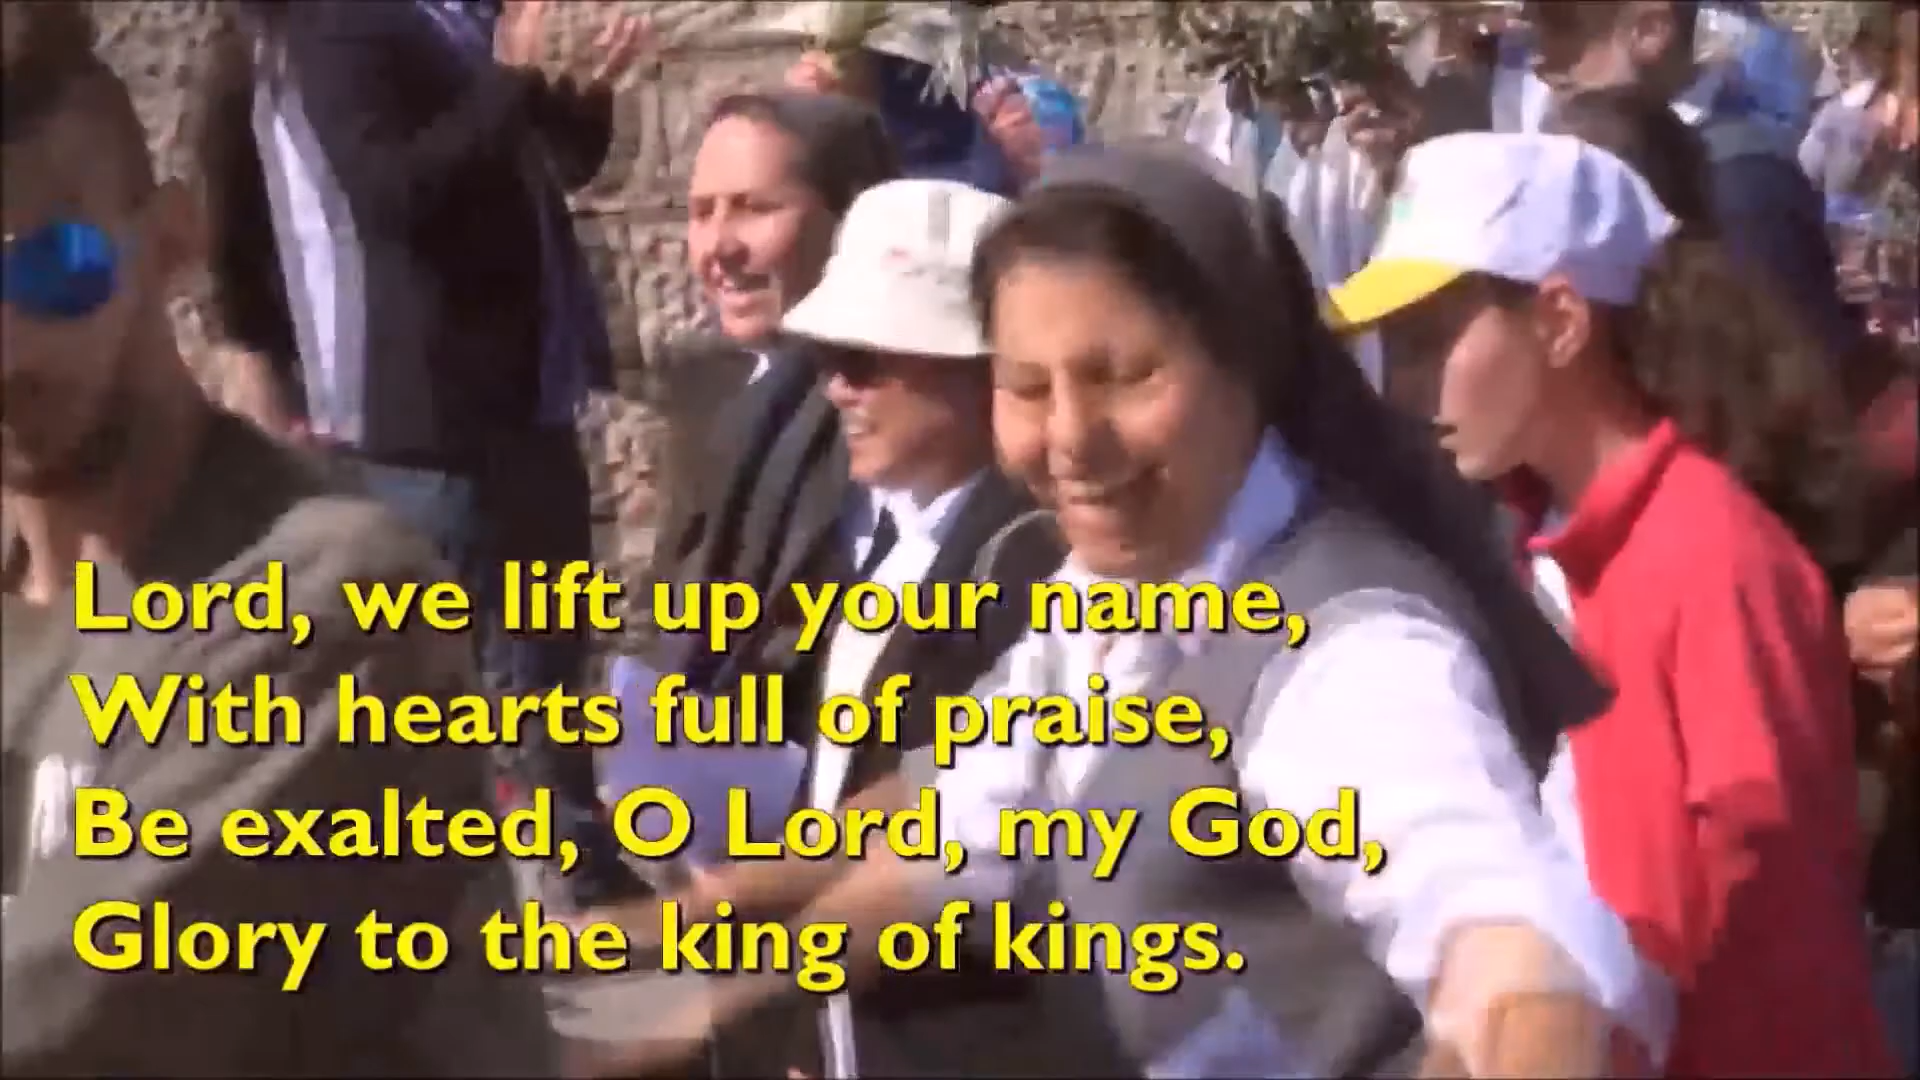 Lord, we lift up your name,
With hearts full of praise,
Be exalted, O Lord, my God,
Glory to the king of kings.